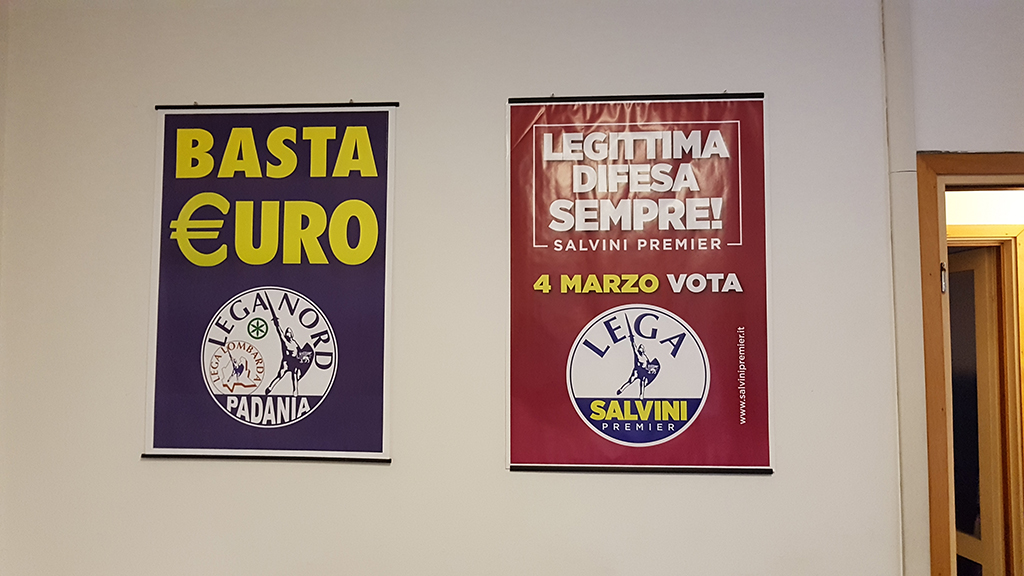 BASTA
€URO
LEGA NORD
LEGA LOMBARDA
PADANIA
LEGITTIMA
DIFESA
SEMPRE!
SALVINI PREMIER
4 MARZO VOTA
LEGA
SALVINI
PREMIER
www.salvinipremier.it